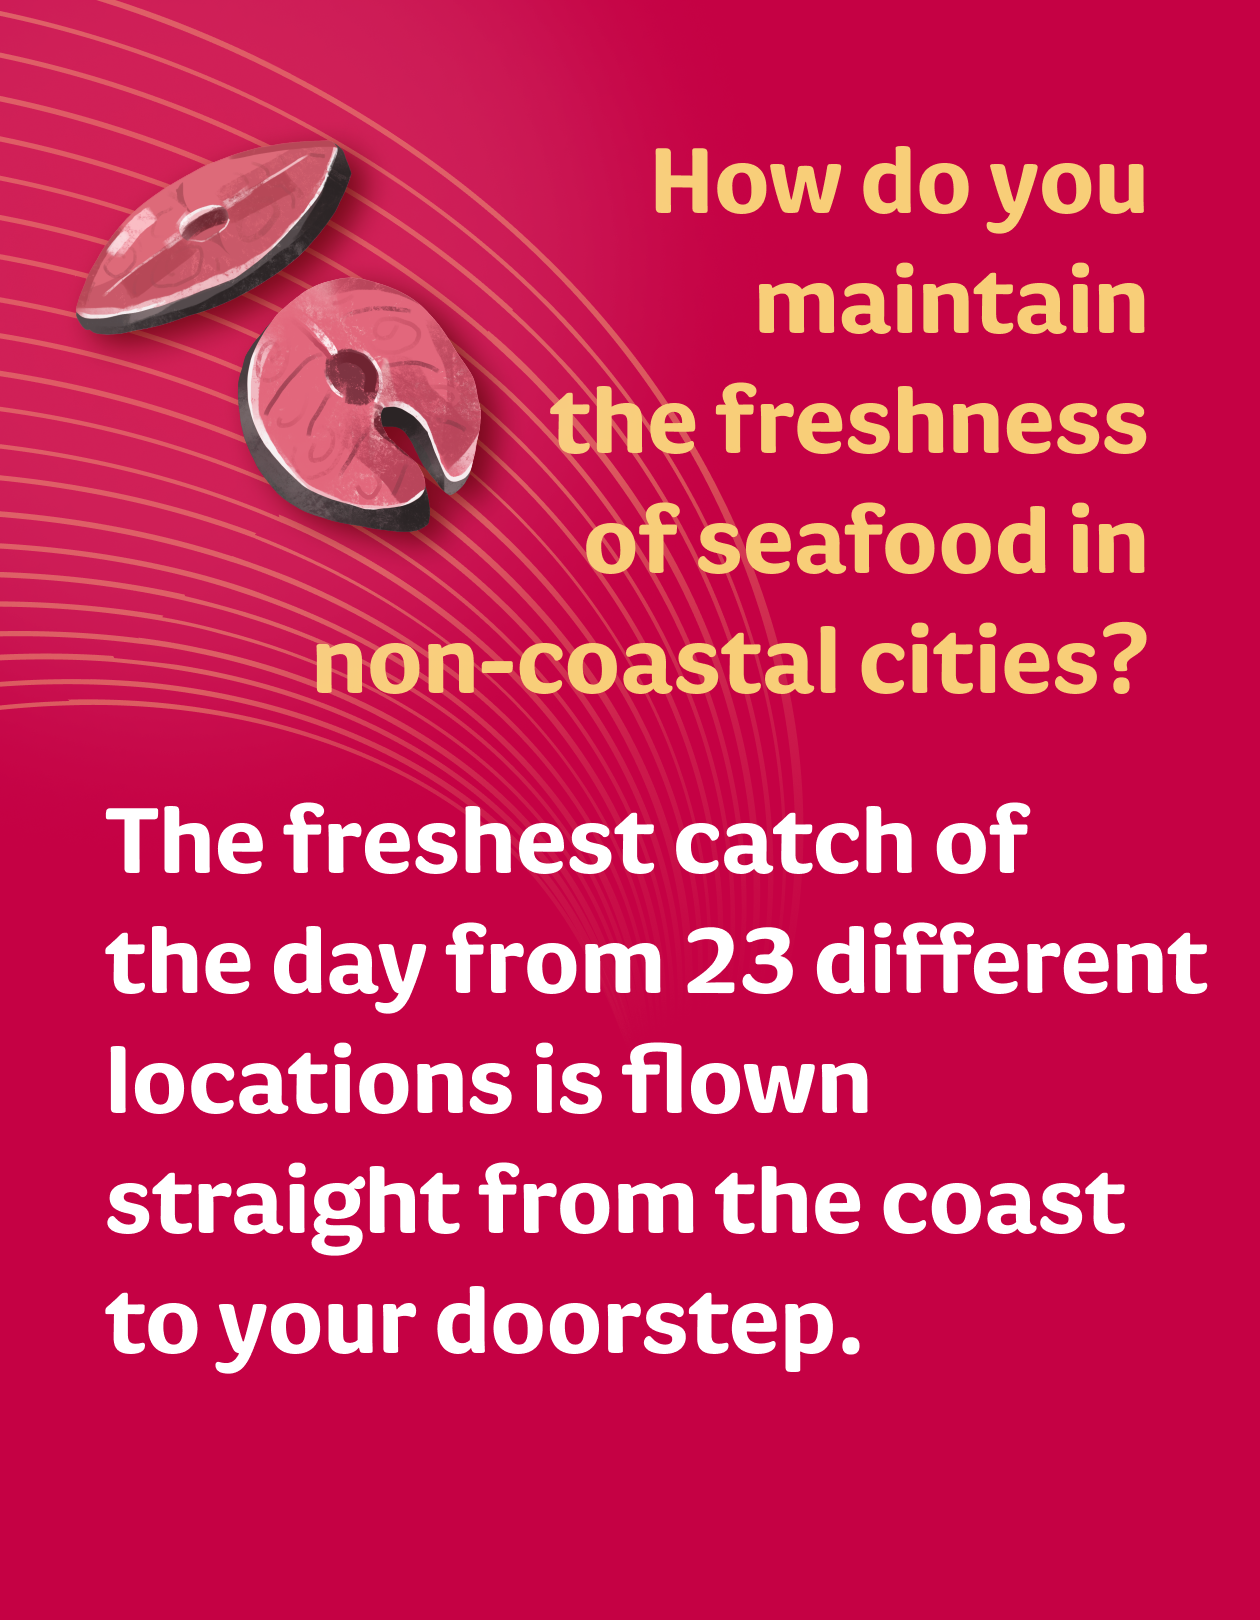 How do you
maintain
the freshness
of seafood in
non-coastal cities?
The freshest catch of
the day from 23 different
locations is flown
straight from the coast
to your doorstep.